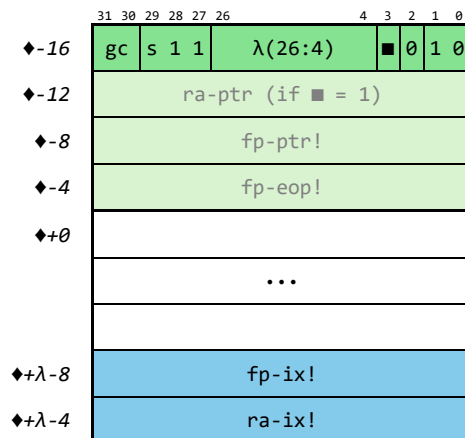 31 30 29 28 27 26 4 3 2 1 0
♦-16 gc s 1 1 λ(26:4) ■ 0 1 0
♦-12 ra-ptr (if ■ = 1)
♦-8 fp-ptr!
♦-4 fp-eop!
♦+0
...
♦+λ-8 fp-ix!
♦+λ-4 ra-ix!